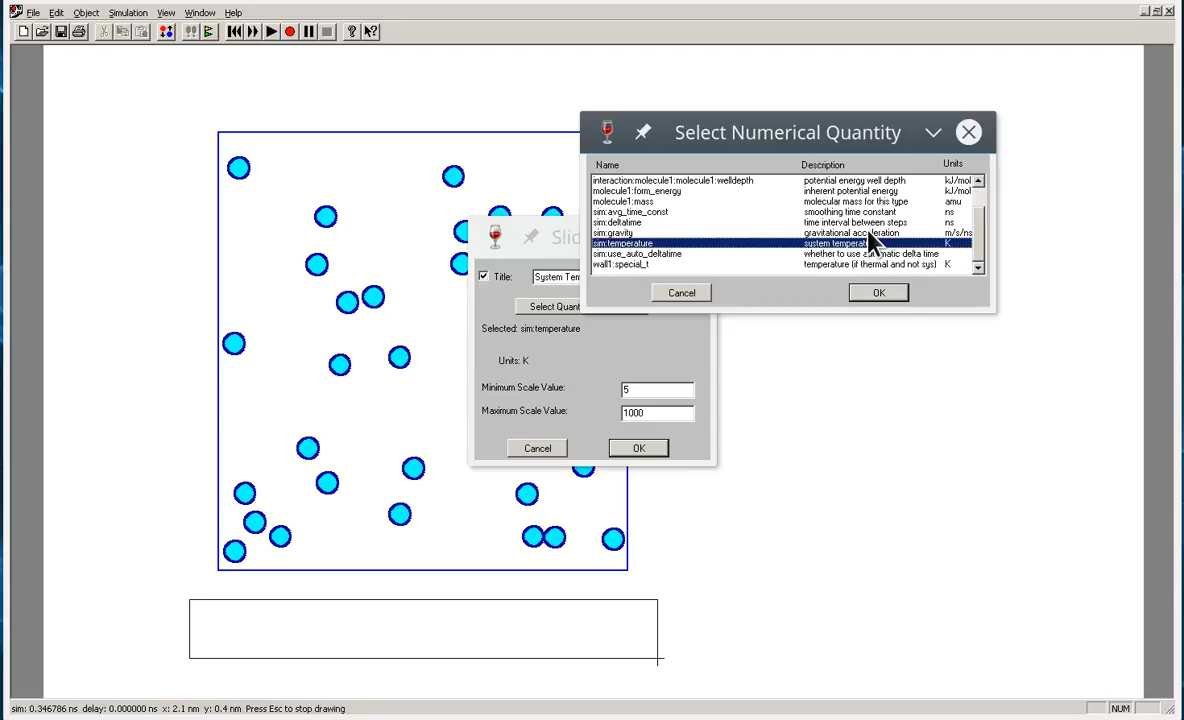 File Edit Object Simulation View Window Help
Select Numerical Quantity
Name Description Units
interaction:molecule1:molecule1:welldepth potential energy well depth kJ/mol
molecule1:form_energy inherent potential energy kJ/mol
molecule1:mass molecular mass for this type amu
sim:avg_time_const smoothing time constant ns
sim:deltatime time interval between steps ns
sim:gravity gravitational acceleration m/s/ns
sim:temperature system temperat K
sim:use_auto_deltatime whether to use automatic delta time
wall1:special_t temperature (if thermal and not sys) K
Cancel OK
Slid
Title: System Tem
Select Quant
Selected: sim:temperature
Units: K
Minimum Scale Value: 5
Maximum Scale Value: 1000
Cancel OK
sim: 0.346786 ns delay: 0.000000 ns x: 2.1 nm y: 0.4 nm Press Esc to stop drawing NUM